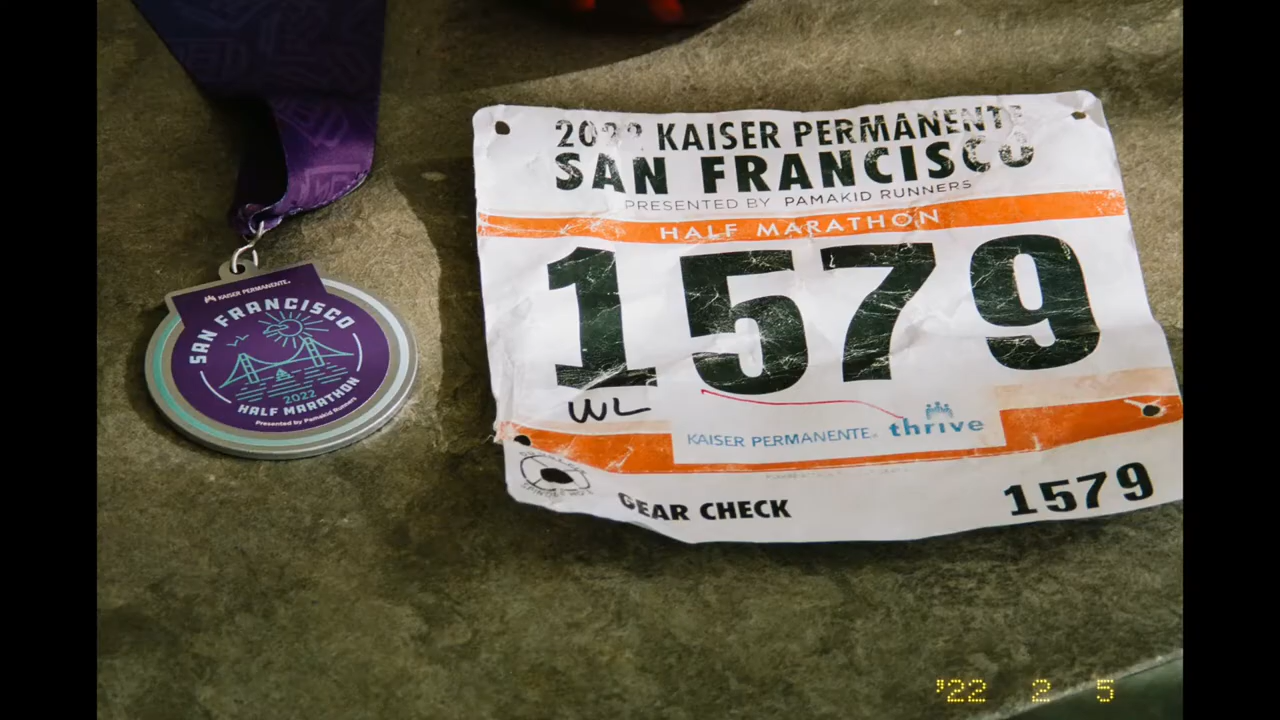 KAISER PERMANENTE®
SAN FRANCISCO
2022
HALF MARATHON
Presented by Pamakid Runners
2022 KAISER PERMANENTE
SAN FRANCISCO
PRESENTED BY PAMAKID RUNNERS
HALF MARATHON
1579
WL
KAISER PERMANENTE® thrive
GEAR CHECK
1579
'22 2 5